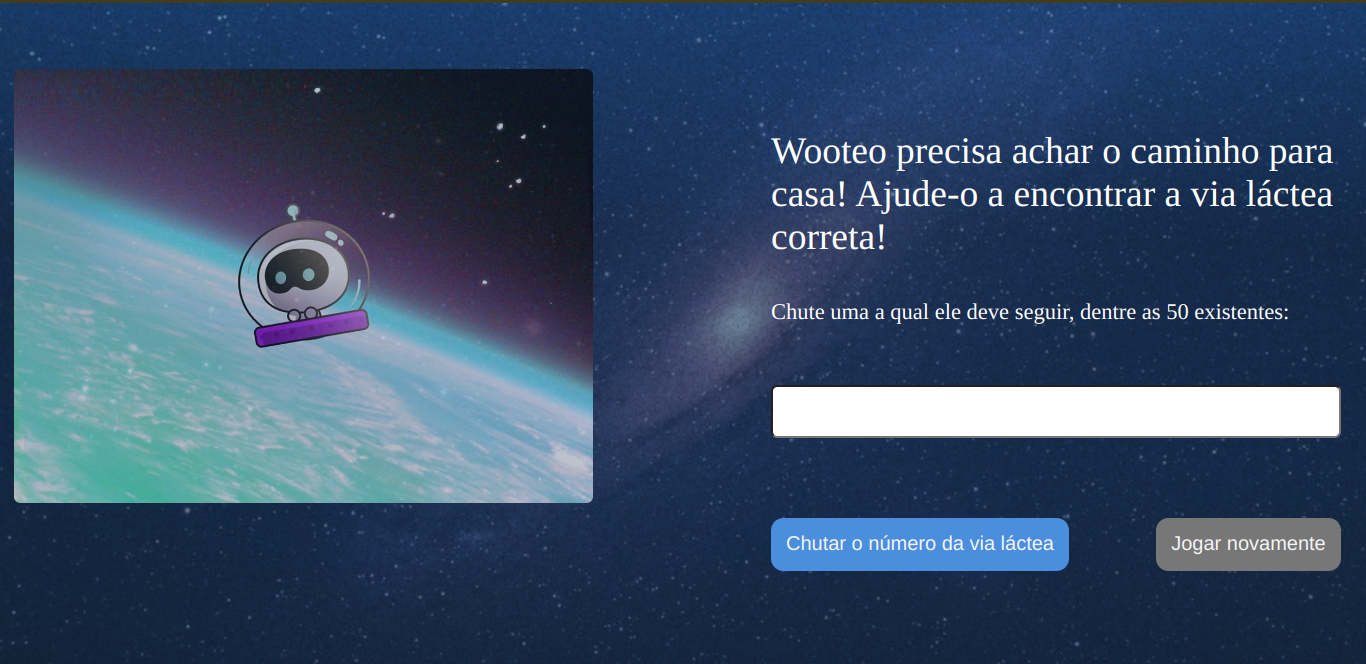 Wooteo precisa achar o caminho para
casa! Ajude-o a encontrar a via láctea
correta!
Chute uma a qual ele deve seguir, dentre as 50 existentes:
Chutar o número da via láctea
Jogar novamente